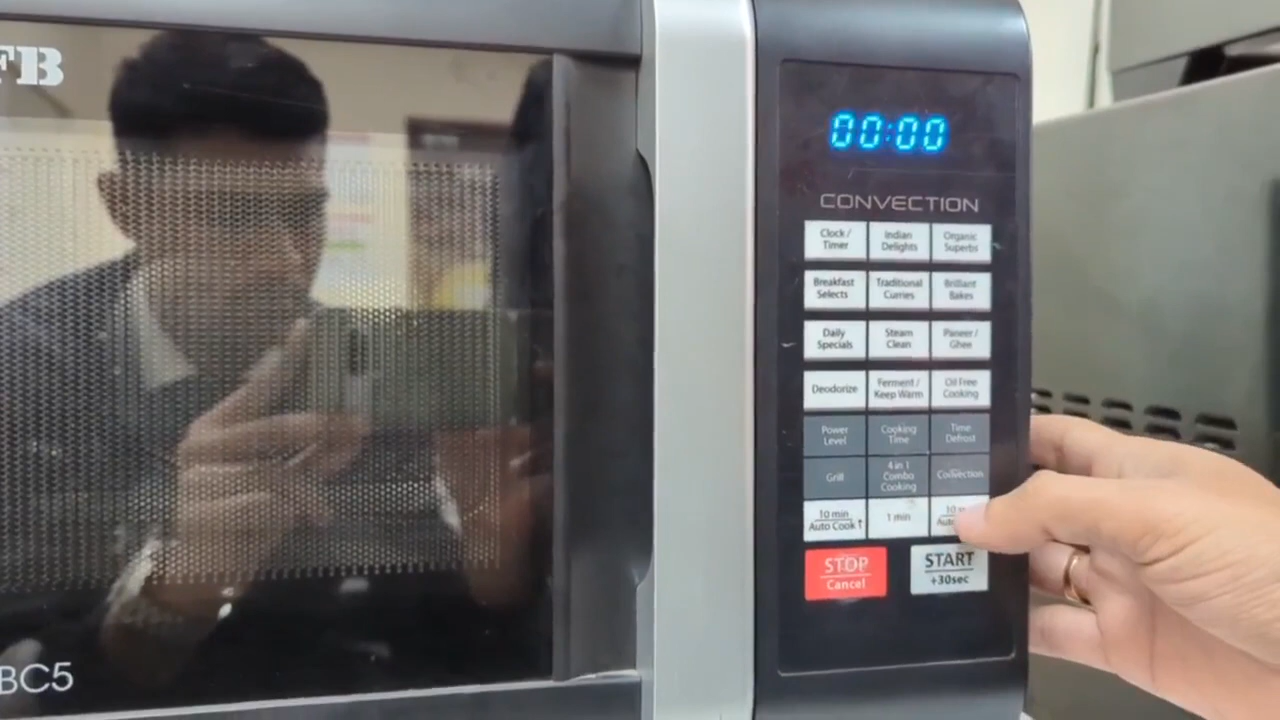 FB
00:00
CONVECTION
Clock /
Timer
Indian
Delights
Organic
Superbs
Breakfast
Selects
Traditional
Curries
Brilliant
Bakes
Daily
Specials
Steam
Clean
Paneer /
Ghee
Deodorize
Ferment /
Keep Warm
Oil Free
Cooking
Power
Level
Cooking
Time
Time
Defrost
Grill
4 in 1
Combo
Cooking
Convection
10 min
Auto Cook
1 min
10
STOP
Cancel
START
+30sec
BC5